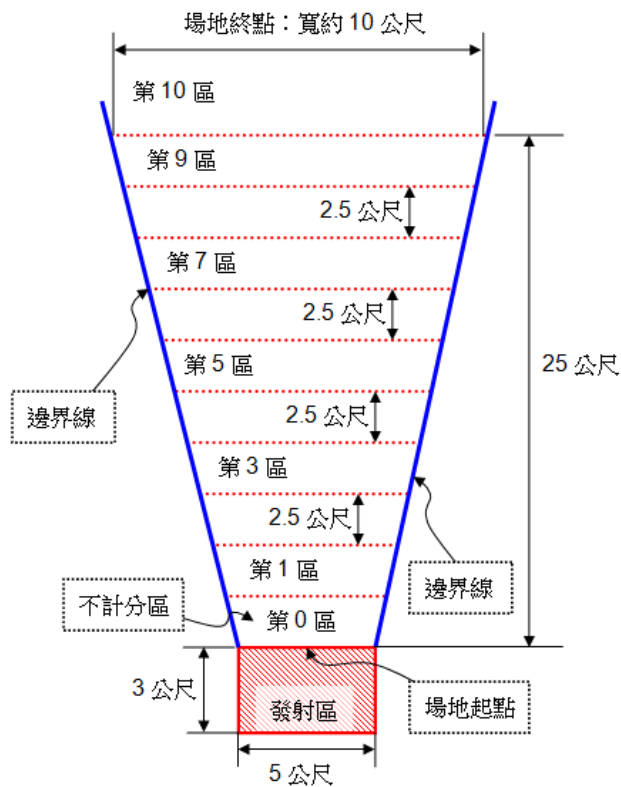 場地終點：寬約 10 公尺
第 10 區
第 9 區
2.5 公尺
第 7 區
2.5 公尺
第 5 區
25 公尺
邊界線
2.5 公尺
第 3 區
2.5 公尺
第 1 區
邊界線
不計分區
第 0 區
3 公尺
發射區
場地起點
5 公尺